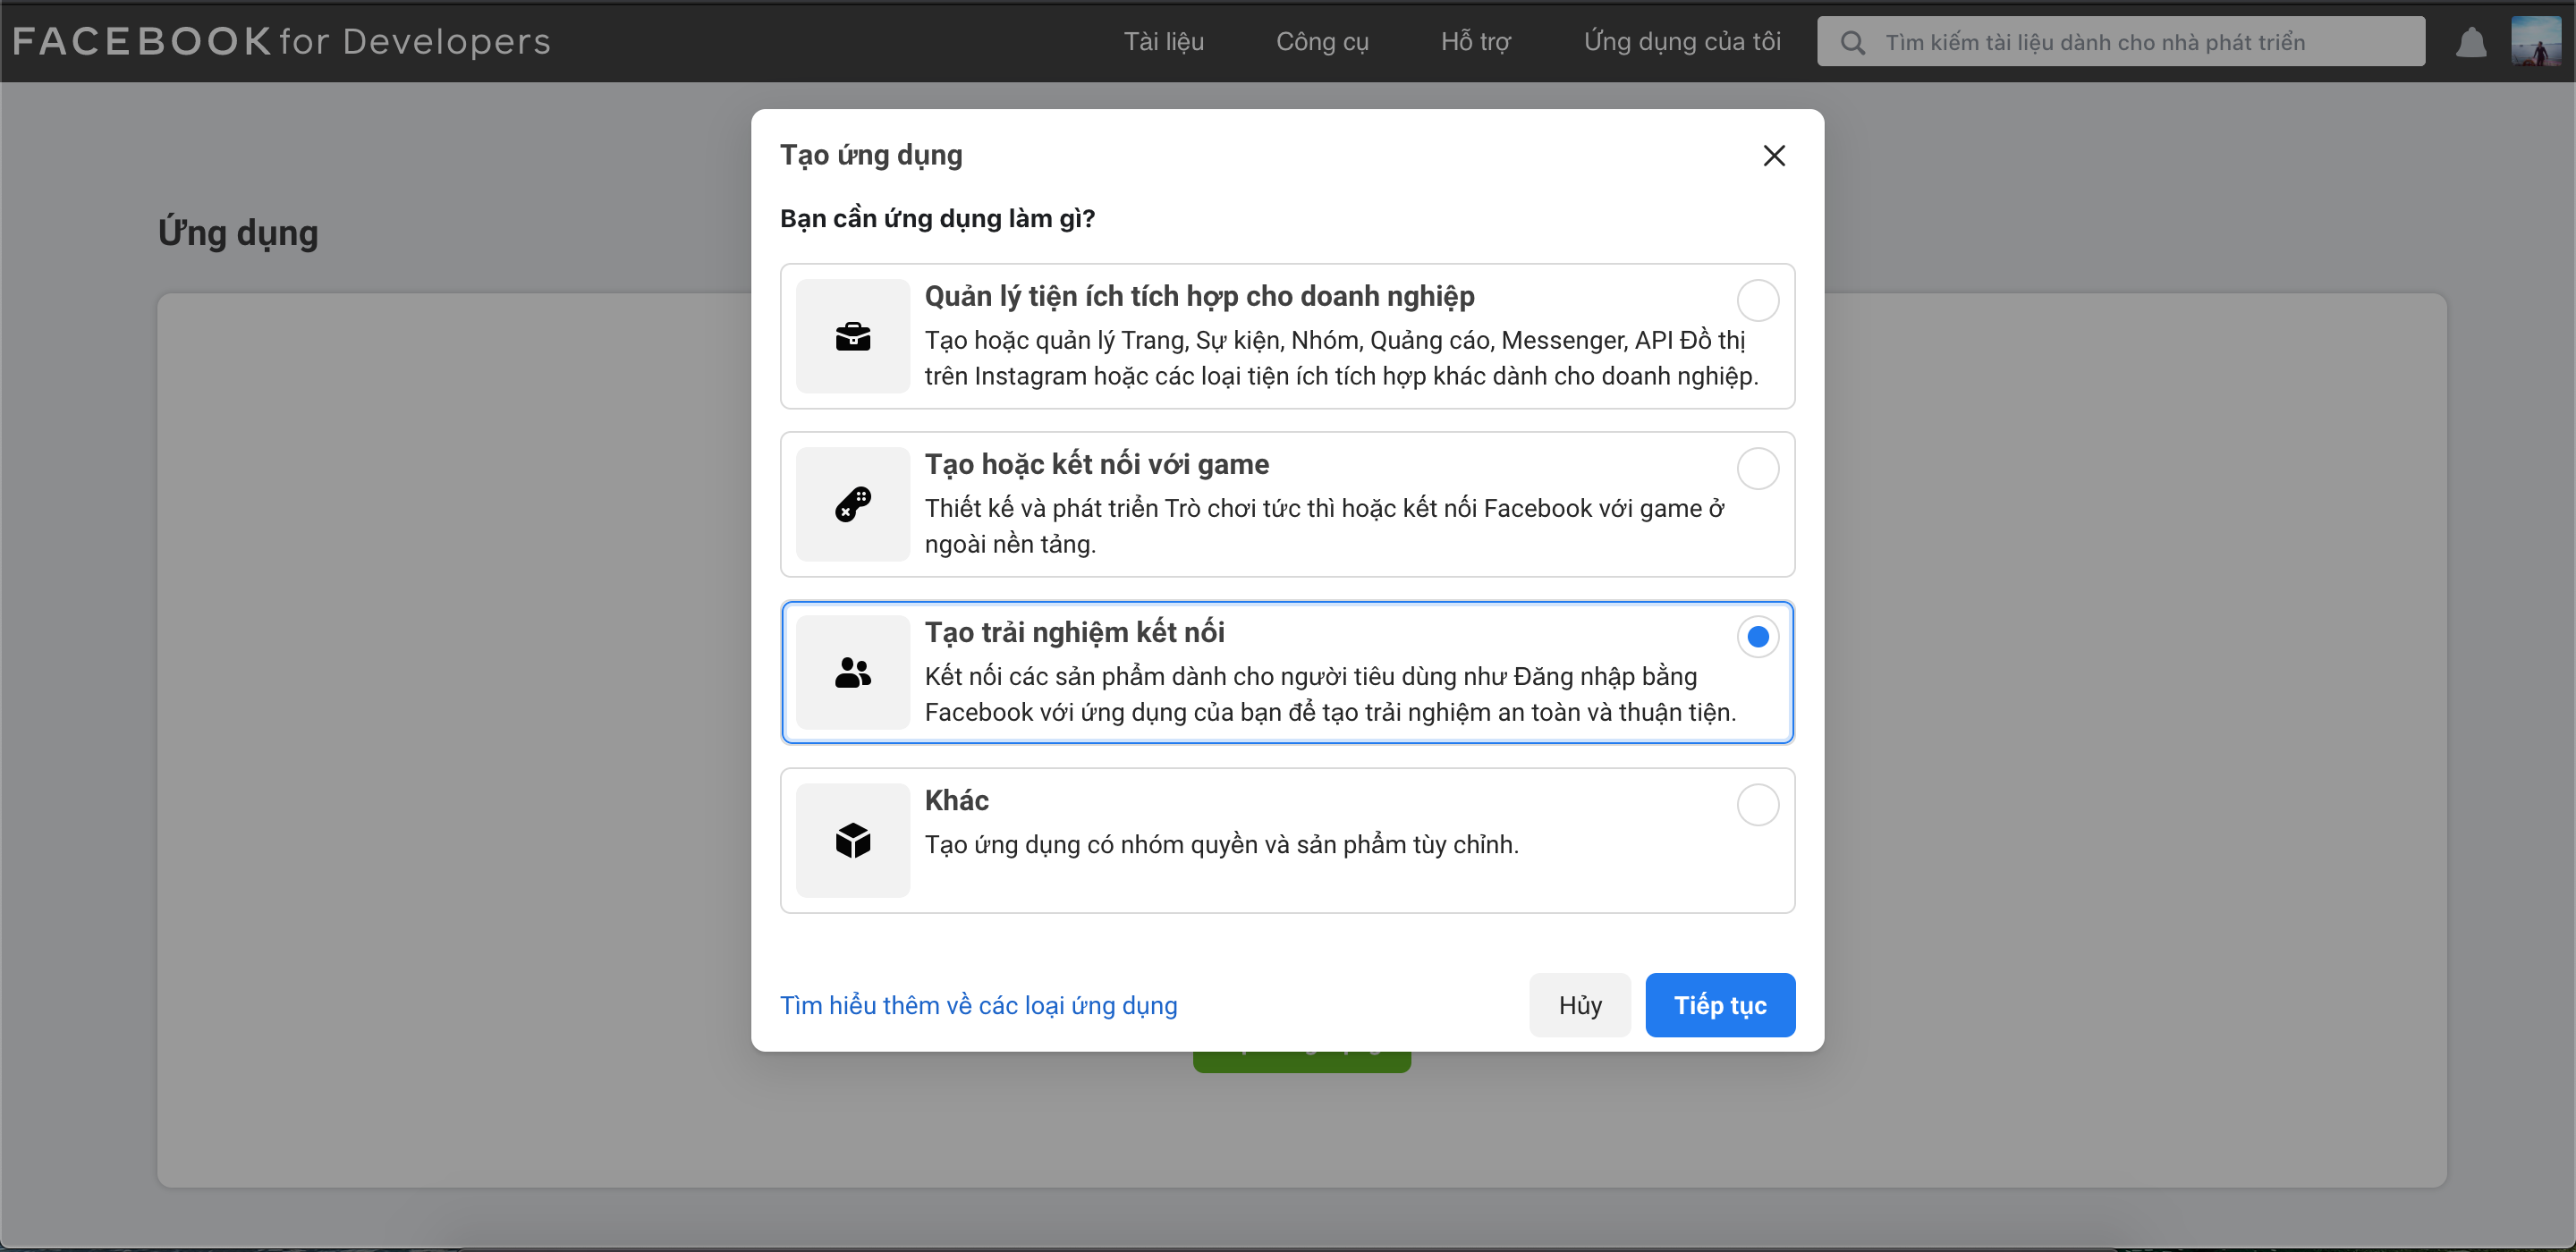 FACEBOOK for Developers
Tài liệu
Công cụ
Hỗ trợ
Ứng dụng của tôi
Tìm kiếm tài liệu dành cho nhà phát triển
Ứng dụng
Tạo ứng dụng
Bạn cần ứng dụng làm gì?
Quản lý tiện ích tích hợp cho doanh nghiệp
Tạo hoặc quản lý Trang, Sự kiện, Nhóm, Quảng cáo, Messenger, API Đồ thị
trên Instagram hoặc các loại tiện ích tích hợp khác dành cho doanh nghiệp.
Tạo hoặc kết nối với game
Thiết kế và phát triển Trò chơi tức thì hoặc kết nối Facebook với game ở
ngoài nền tảng.
Tạo trải nghiệm kết nối
Kết nối các sản phẩm dành cho người tiêu dùng như Đăng nhập bằng
Facebook với ứng dụng của bạn để tạo trải nghiệm an toàn và thuận tiện.
Khác
Tạo ứng dụng có nhóm quyền và sản phẩm tùy chỉnh.
Tìm hiểu thêm về các loại ứng dụng
Hủy
Tiếp tục